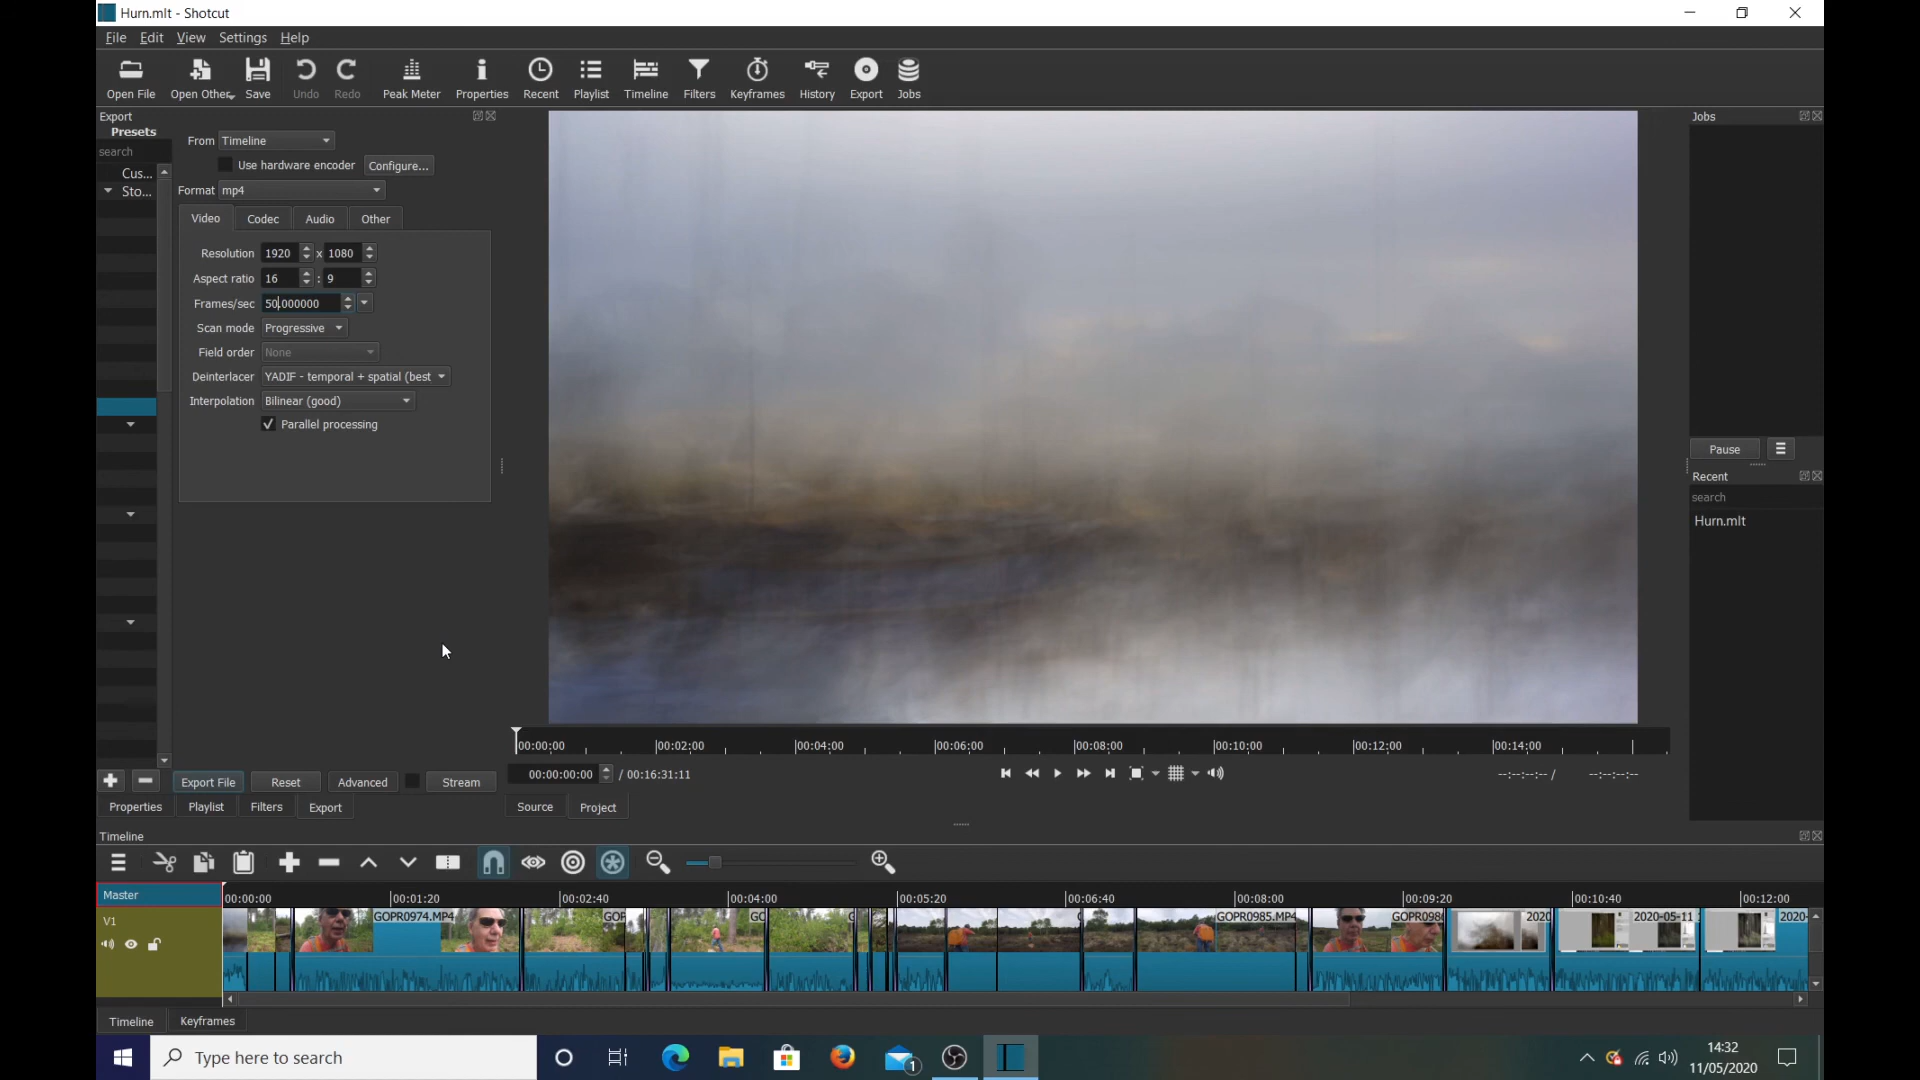 Hurn.mlt - Shotcut
File Edit View Settings Help
Open File Open Other Save Undo Redo Peak Meter Properties Recent Playlist Timeline Filters Keyframes History Export Jobs
Export
Presets
search
Cus...
Sto...
From Timeline
Use hardware encoder Configure...
Format mp4
Video Codec Audio Other
Resolution 1920 x 1080
Aspect ratio 16 : 9
Frames/sec 50.000000
Scan mode Progressive
Field order None
Deinterlacer YADIF - temporal + spatial (best
Interpolation Bilinear (good)
Parallel processing
Export File Reset Advanced Stream
Properties Playlist Filters Export
00:00:00 00:02:00 00:04:00 00:06:00 00:08:00 00:10:00 00:12:00 00:14:00
00:00:00:00 / 00:16:31:11
--:--:--:-- / --:--:--:--
Source Project
Jobs
Pause
Recent
search
Hurn.mlt
Timeline
Master
00:00:00 00:01:20 00:02:40 00:04:00 00:05:20 00:06:40 00:08:00 00:09:20 00:10:40 00:12:00
V1
GOPR0974.MP4 GOP GO GOPR0985.MP4 GOPR098 2020 2020-05-11 2020-
Timeline Keyframes
Type here to search
1
14:32
11/05/2020